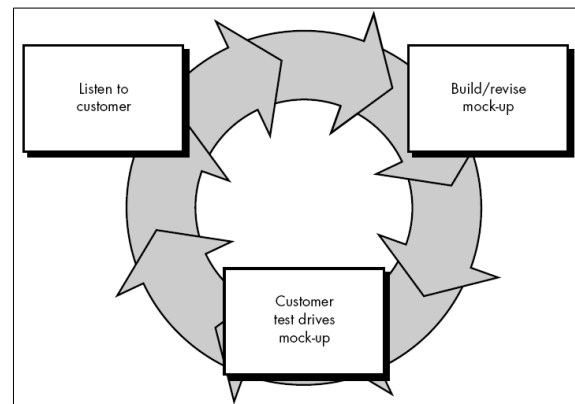 Listen to
customer
Build/revise
mock-up
Customer
test drives
mock-up